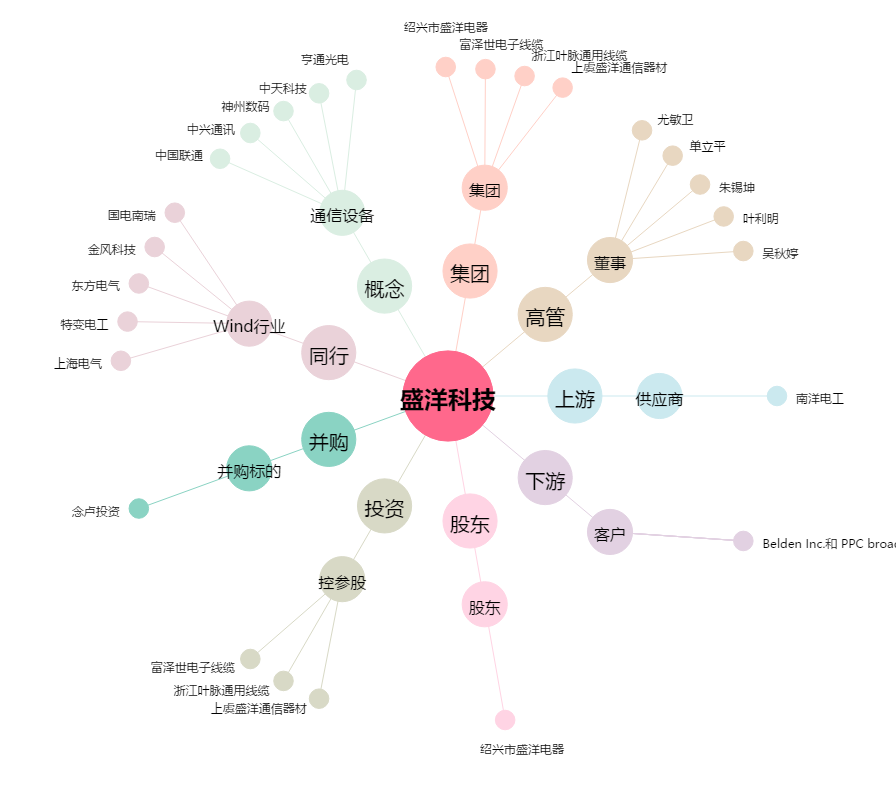 绍兴市盛洋电器
富泽世电子线缆
浙江叶脉通用线缆
上虞盛洋通信器材
亨通光电
中天科技
神州数码
中兴通讯
中国联通
通信设备
集团
尤敏卫
单立平
朱锡坤
叶利明
吴秋婷
董事
国电南瑞
金风科技
东方电气
特变电工
上海电气
Wind行业
概念
集团
高管
同行
盛洋科技
上游
供应商
南洋电工
并购
并购标的
念卢投资
下游
客户
Belden Inc.和 PPC broad
投资
控参股
股东
股东
富泽世电子线缆
浙江叶脉通用线缆
上虞盛洋通信器材
绍兴市盛洋电器